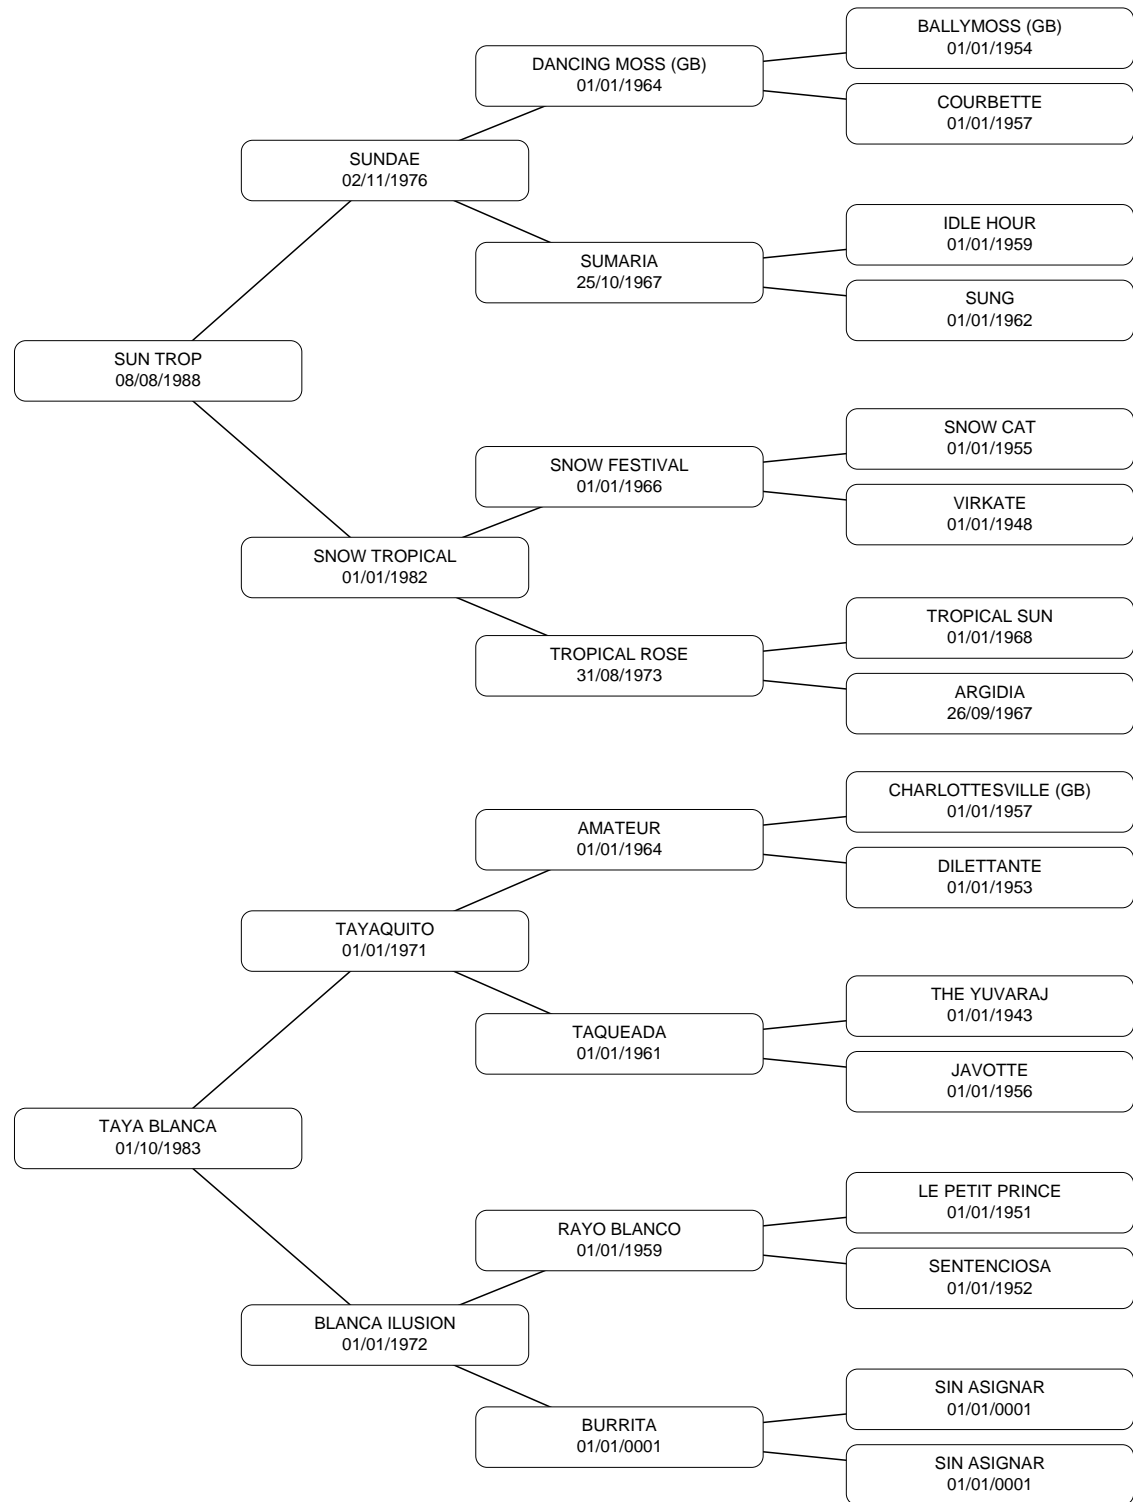 BALLYMOSS (GB)
01/01/1954
DANCING MOSS (GB)
01/01/1964
COURBETTE
01/01/1957
SUNDAE
02/11/1976
IDLE HOUR
01/01/1959
SUMARIA
25/10/1967
SUNG
01/01/1962
SUN TROP
08/08/1988
SNOW CAT
01/01/1955
SNOW FESTIVAL
01/01/1966
VIRKATE
01/01/1948
SNOW TROPICAL
01/01/1982
TROPICAL SUN
01/01/1968
TROPICAL ROSE
31/08/1973
ARGIDIA
26/09/1967
CHARLOTTESVILLE (GB)
01/01/1957
AMATEUR
01/01/1964
DILETTANTE
01/01/1953
TAYAQUITO
01/01/1971
THE YUVARAJ
01/01/1943
TAQUEADA
01/01/1961
JAVOTTE
01/01/1956
TAYA BLANCA
01/10/1983
LE PETIT PRINCE
01/01/1951
RAYO BLANCO
01/01/1959
SENTENCIOSA
01/01/1952
BLANCA ILUSION
01/01/1972
SIN ASIGNAR
01/01/0001
BURRITA
01/01/0001
SIN ASIGNAR
01/01/0001